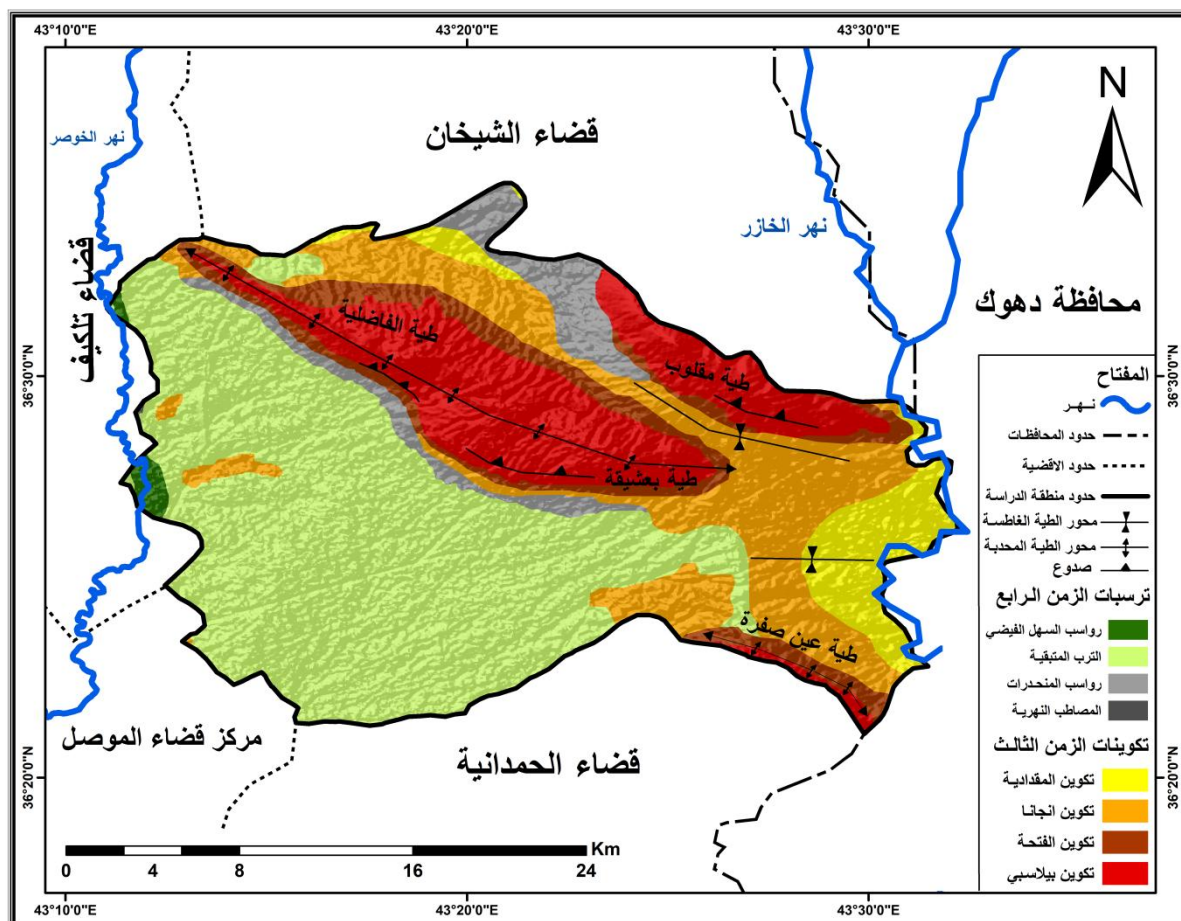 43°10'0"E
43°20'0"E
43°30'0"E
N
نهر الخوصر
قضاء الشيخان
نهر الخازر
محافظة دهوك
قضاء تلكيف
36°30'0"N
36°30'0"N
طية الفاضلية
طية مقلوب
طية بعشيقة
طية عين صفرة
مركز قضاء الموصل
قضاء الحمدانية
36°20'0"N
36°20'0"N
المفتاح
نهر
حدود المحافظات
حدود الاقضية
حدود منطقة الدراسة
محور الطية الغاطسة
محور الطية المحدبة
صدوع
ترسبات الزمن الرابع
رواسب السهل الفيضي
الترب المتبقية
رواسب المنحدرات
المصاطب النهرية
تكوينات الزمن الثالث
تكوين المقدادية
تكوين انجانا
تكوين الفتحة
تكوين بيلاسبي
Km
0 4 8 16 24
43°10'0"E
43°20'0"E
43°30'0"E